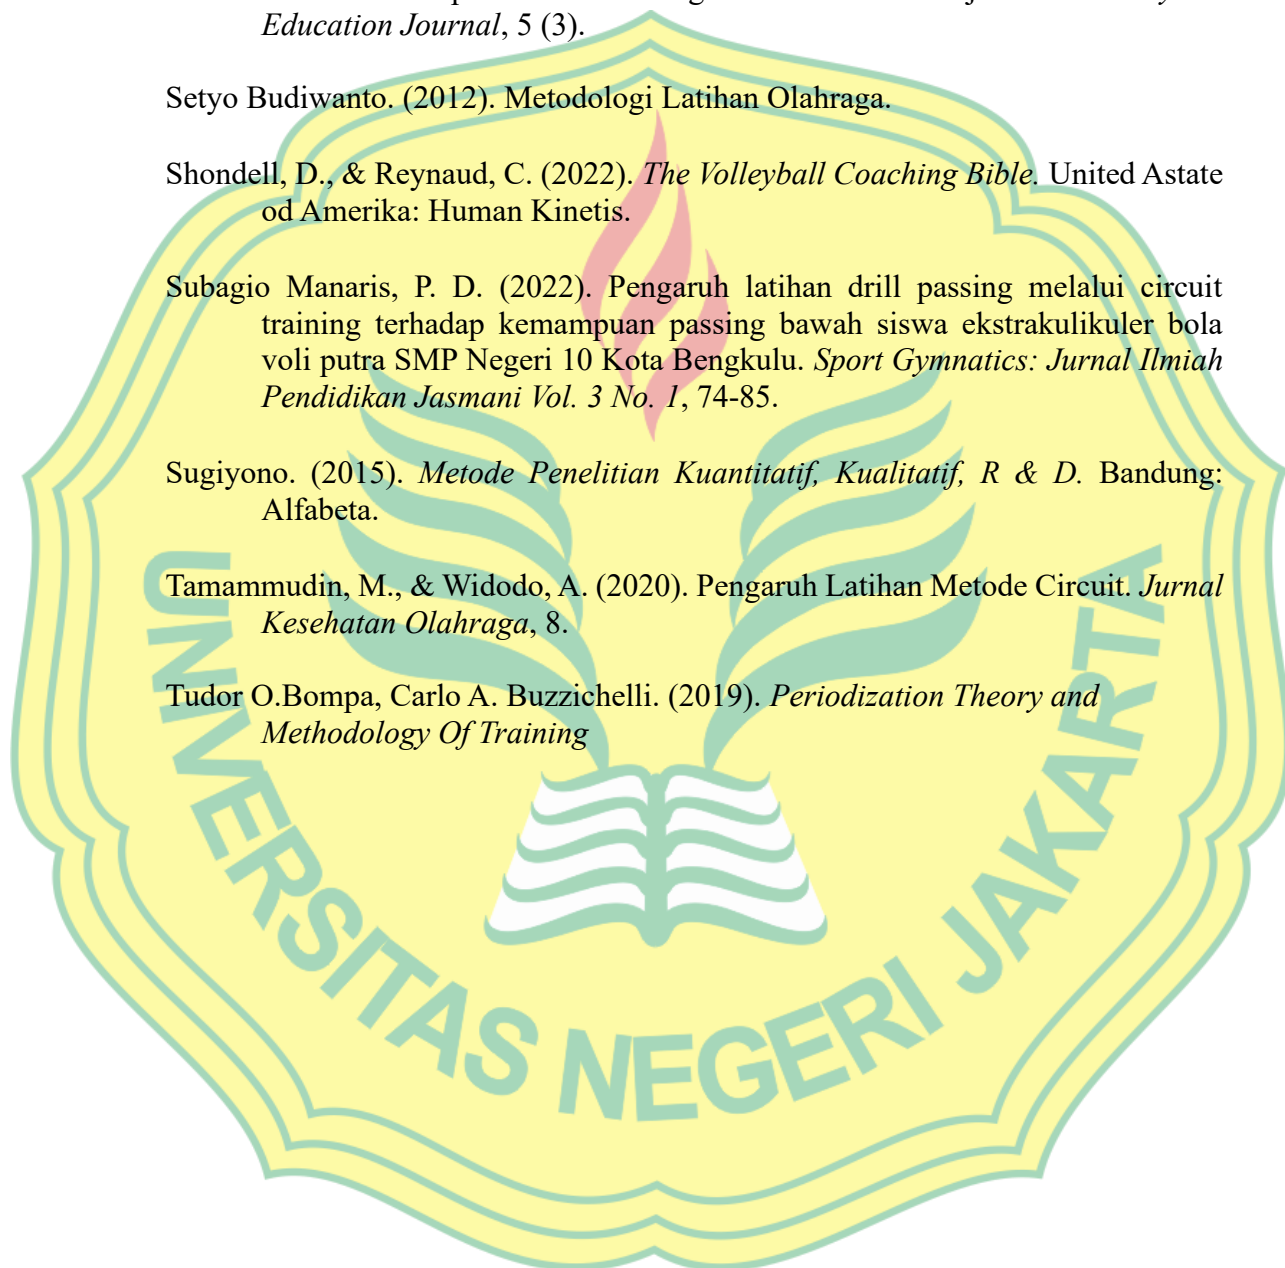 Education Journal, 5 (3).
Setyo Budiwanto. (2012). Metodologi Latihan Olahraga.
Shondell, D., & Reynaud, C. (2022). The Volleyball Coaching Bible. United Astate
od Amerika: Human Kinetis.
Subagio Manaris, P. D. (2022). Pengaruh latihan drill passing melalui circuit
training terhadap kemampuan passing bawah siswa ekstrakulikuler bola
voli putra SMP Negeri 10 Kota Bengkulu. Sport Gymnatics: Jurnal Ilmiah
Pendidikan Jasmani Vol. 3 No. 1, 74-85.
Sugiyono. (2015). Metode Penelitian Kuantitatif, Kualitatif, R & D. Bandung:
Alfabeta.
Tamammudin, M., & Widodo, A. (2020). Pengaruh Latihan Metode Circuit. Jurnal
Kesehatan Olahraga, 8.
Tudor O.Bompa, Carlo A. Buzzichelli. (2019). Periodization Theory and
Methodology Of Training
UNIVERSITAS NEGERI JAKARTA